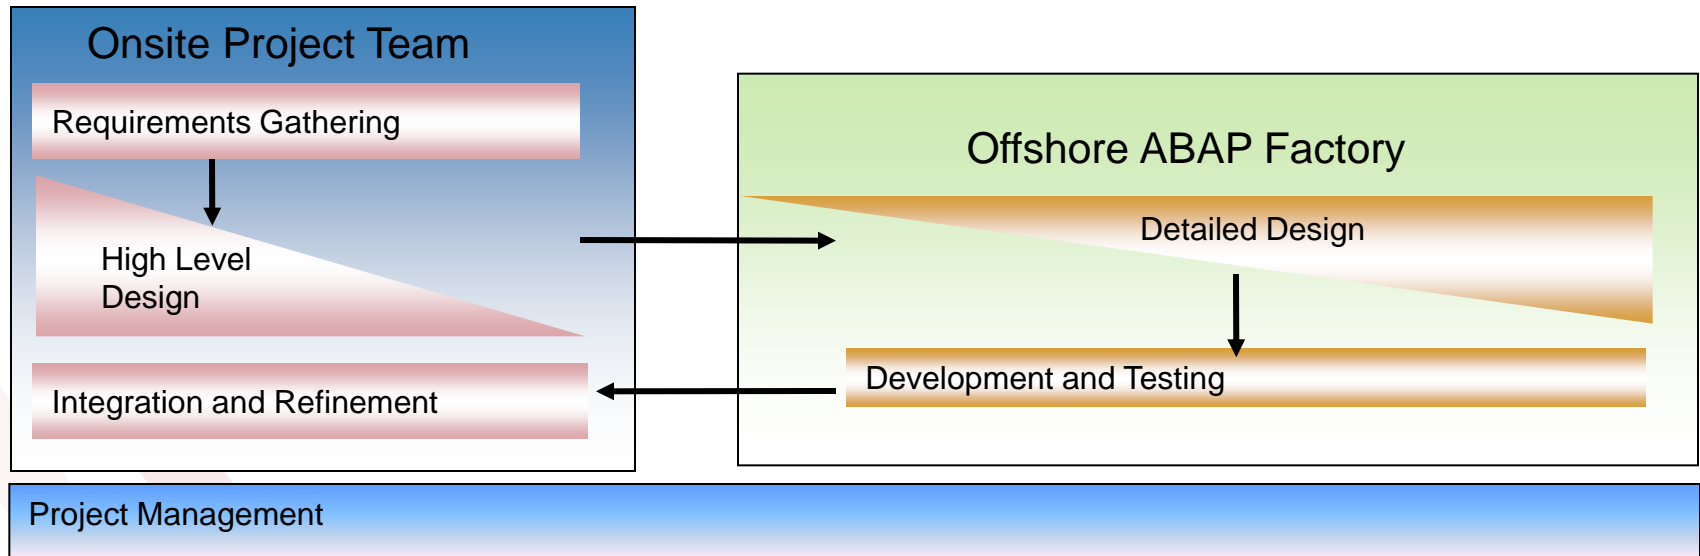 Onsite Project Team
Requirements Gathering
High Level
Design
Integration and Refinement
Offshore ABAP Factory
Detailed Design
Development and Testing
Project Management